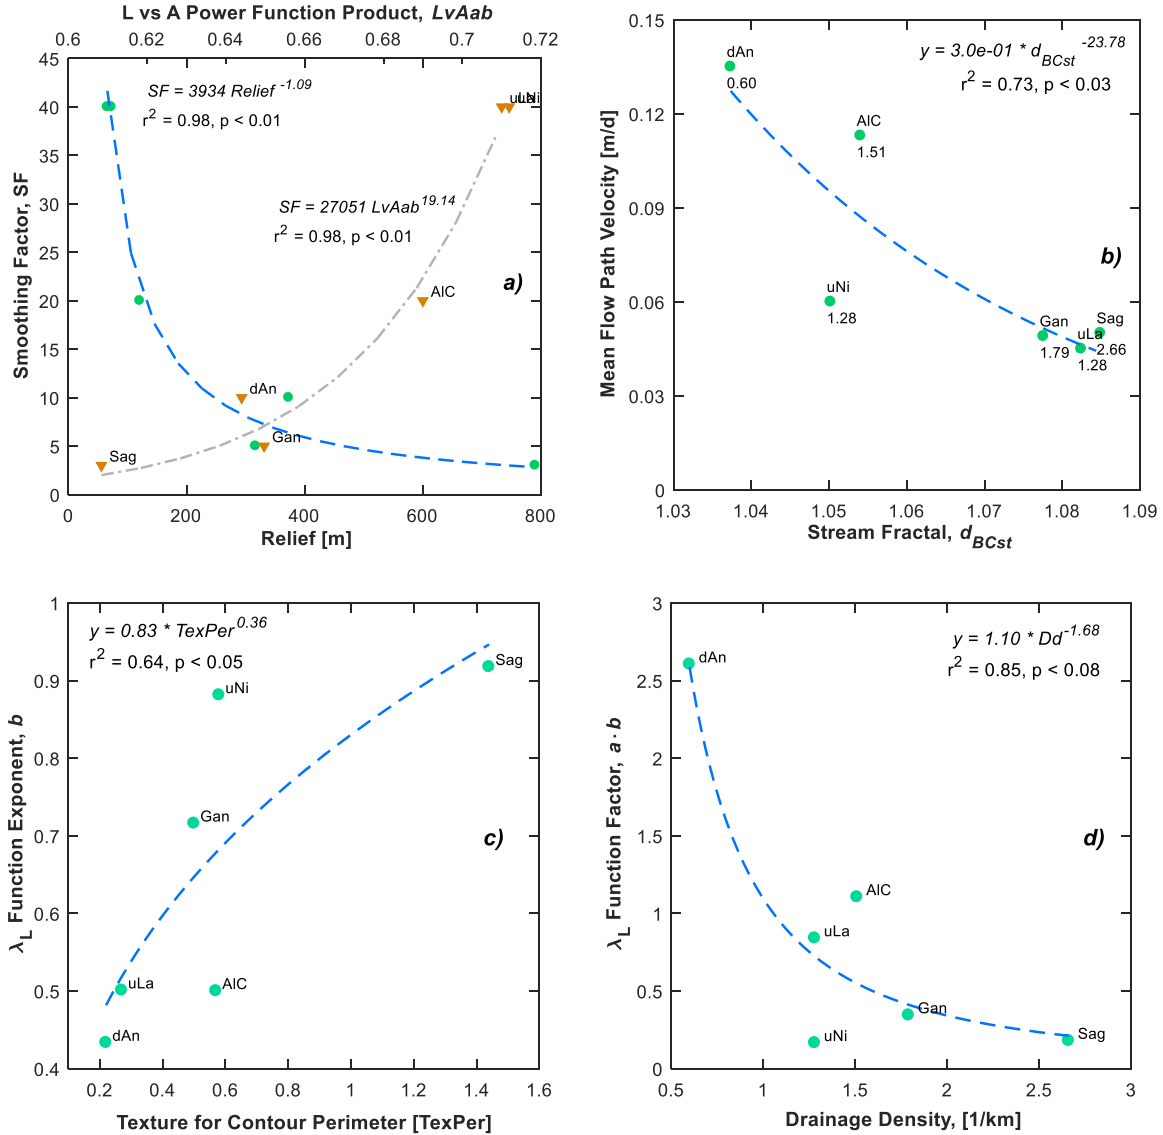 L vs A Power Function Product, LvAab
0.6 0.62 0.63 0.64 0.65 0.66 0.68 0.69 0.7 0.72
45
40
35
30
25
20
15
10
5
0
Smoothing Factor, SF
SF = 3934 Relief -1.09
r2 = 0.98, p < 0.01
SF = 27051 LvAab19.14
r2 = 0.98, p < 0.01
uNi
AlC
dAn
Gan
Sag
a)
0 200 400 600 800
Relief [m]
0.15
0.12
0.09
0.06
0.03
0
Mean Flow Path Velocity [m/d]
y = 3.0e-01 * dBCst -23.78
r2 = 0.73, p < 0.03
dAn
0.60
AlC
1.51
uNi
1.28
Gan
1.79
uLa
1.28
Sag
2.66
b)
1.03 1.04 1.05 1.06 1.07 1.08 1.09
Stream Fractal, dBCst
1
0.9
0.8
0.7
0.6
0.5
0.4
λL Function Exponent, b
y = 0.83 * TexPer0.36
r2 = 0.64, p < 0.05
Sag
uNi
Gan
uLa
AlC
dAn
c)
0.2 0.4 0.6 0.8 1 1.2 1.4 1.6
Texture for Contour Perimeter [TexPer]
3
2.5
2
1.5
1
0.5
0
λL Function Factor, a · b
y = 1.10 * Dd-1.68
r2 = 0.85, p < 0.08
dAn
AlC
uLa
Gan
uNi
Sag
d)
0.5 1 1.5 2 2.5 3
Drainage Density, [1/km]